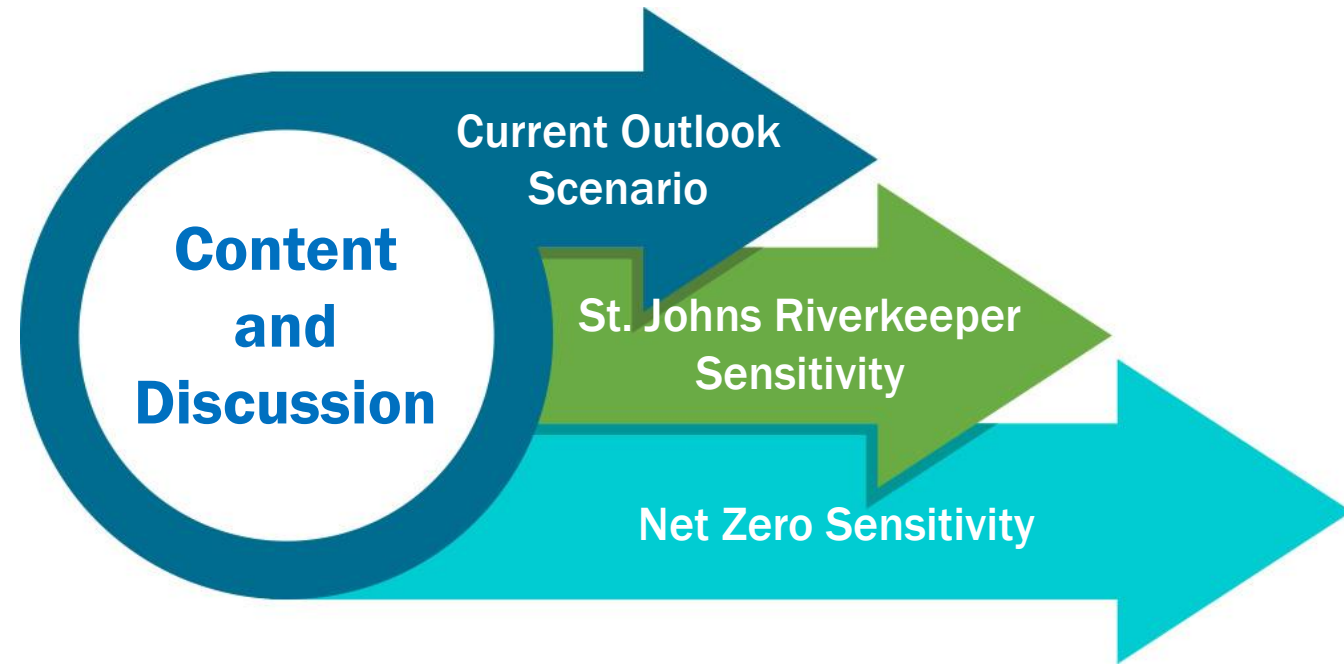 Content
and
Discussion
Current Outlook
Scenario
St. Johns Riverkeeper
Sensitivity
Net Zero Sensitivity